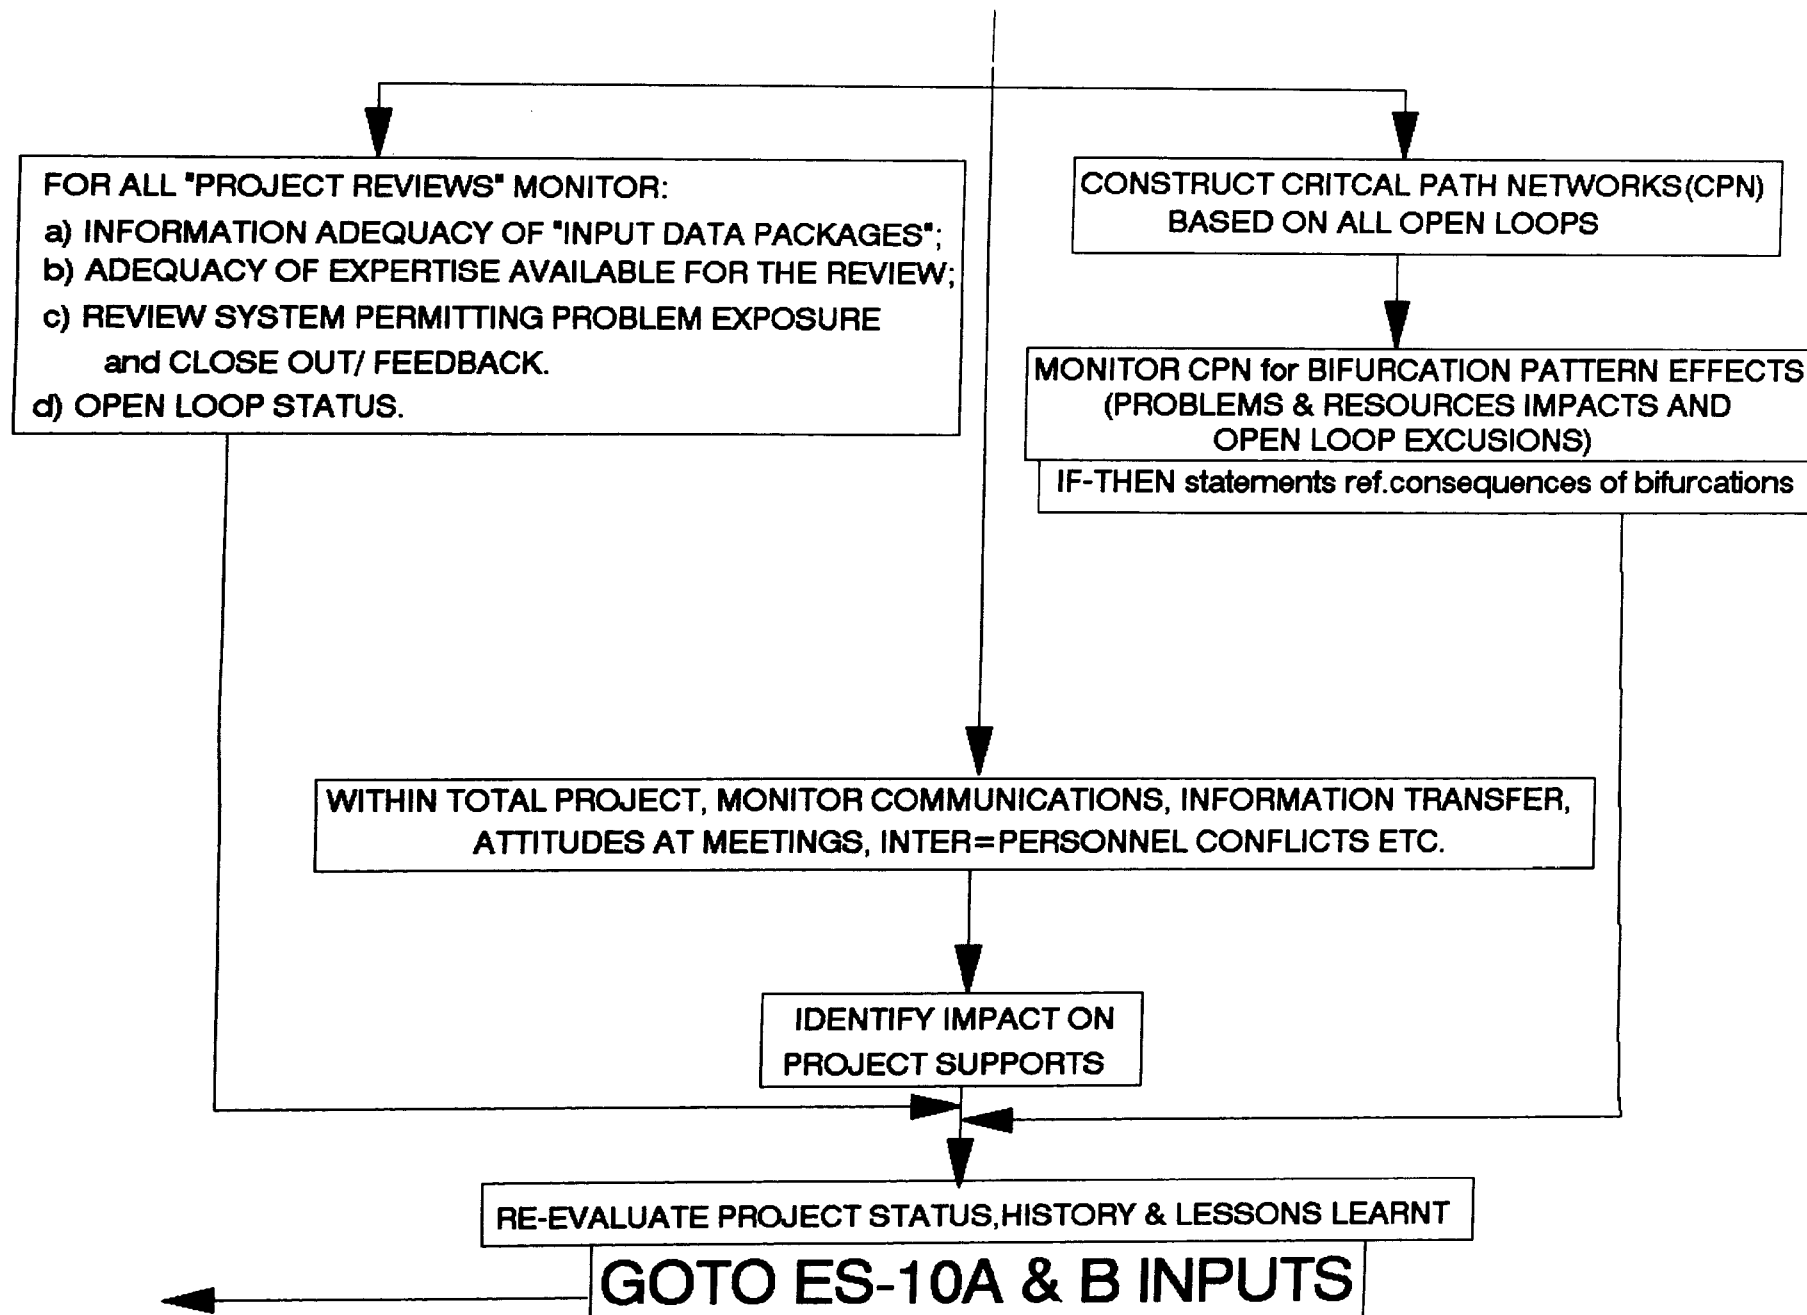 FOR ALL "PROJECT REVIEWS" MONITOR:
a) INFORMATION ADEQUACY OF "INPUT DATA PACKAGES";
b) ADEQUACY OF EXPERTISE AVAILABLE FOR THE REVIEW;
c) REVIEW SYSTEM PERMITTING PROBLEM EXPOSURE
and CLOSE OUT/ FEEDBACK.
d) OPEN LOOP STATUS.
CONSTRUCT CRITCAL PATH NETWORKS(CPN)
BASED ON ALL OPEN LOOPS
MONITOR CPN for BIFURCATION PATTERN EFFECTS
(PROBLEMS & RESOURCES IMPACTS AND
OPEN LOOP EXCUSIONS)
IF-THEN statements ref.consequences of bifurcations
WITHIN TOTAL PROJECT, MONITOR COMMUNICATIONS, INFORMATION TRANSFER,
ATTITUDES AT MEETINGS, INTER=PERSONNEL CONFLICTS ETC.
IDENTIFY IMPACT ON
PROJECT SUPPORTS
RE-EVALUATE PROJECT STATUS,HISTORY & LESSONS LEARNT
GOTO ES-10A & B INPUTS